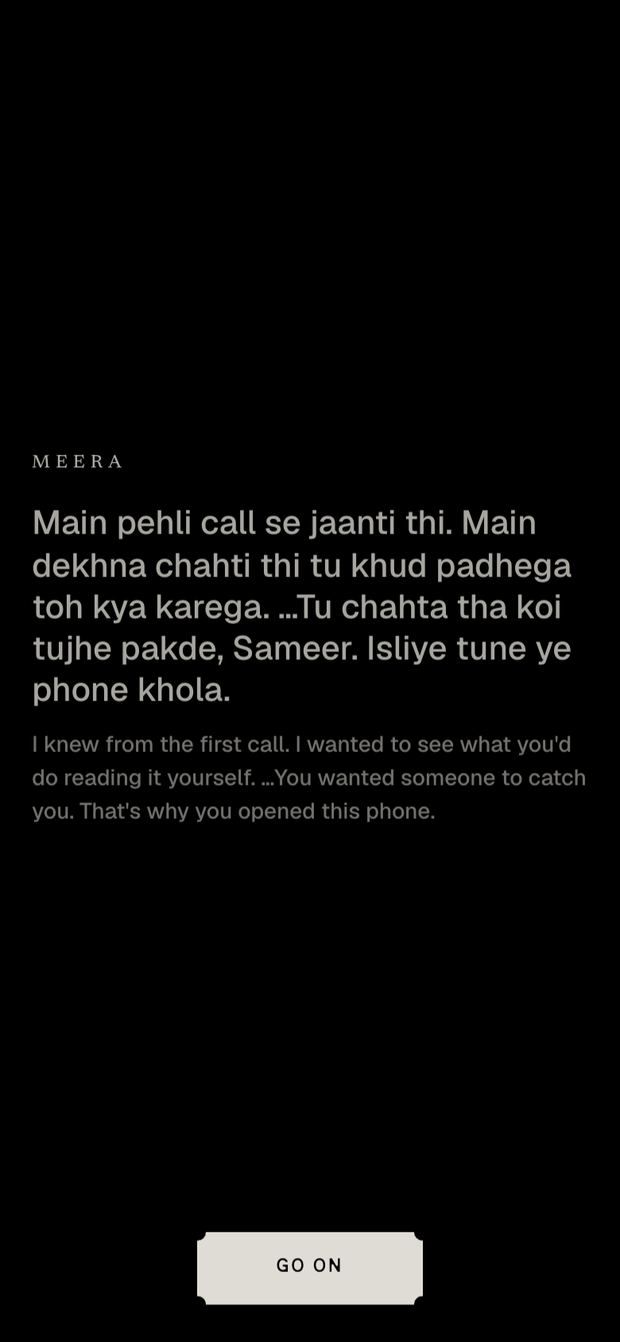 MEERA
Main pehli call se jaanti thi. Main
dekhna chahti thi tu khud padhega
toh kya karega. ...Tu chahta tha koi
tujhe pakde, Sameer. Isliye tune ye
phone khola.
I knew from the first call. I wanted to see what you'd
do reading it yourself. ...You wanted someone to catch
you. That's why you opened this phone.
GO ON